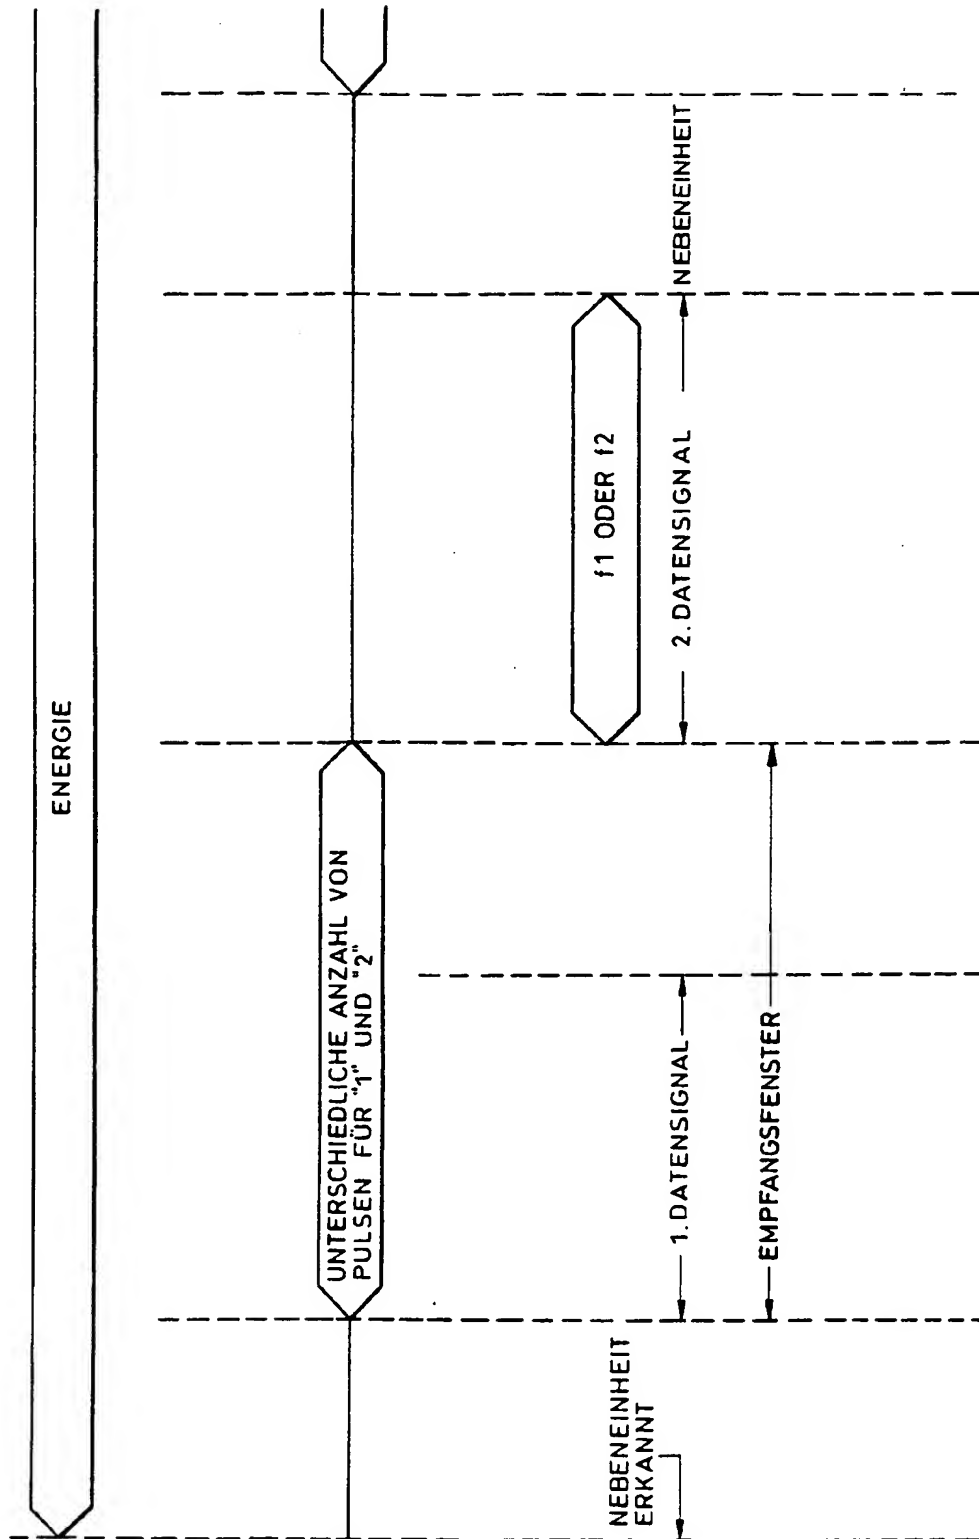 ENERGIE
UNTERSCHIEDLICHE ANZAHL VON
PULSEN FÜR "1" UND "2"
f1 ODER f2
NEBENEINHEIT
ERKANNT
1. DATENSIGNAL
2. DATENSIGNAL
NEBENEINHEIT
EMPFANGSFENSTER